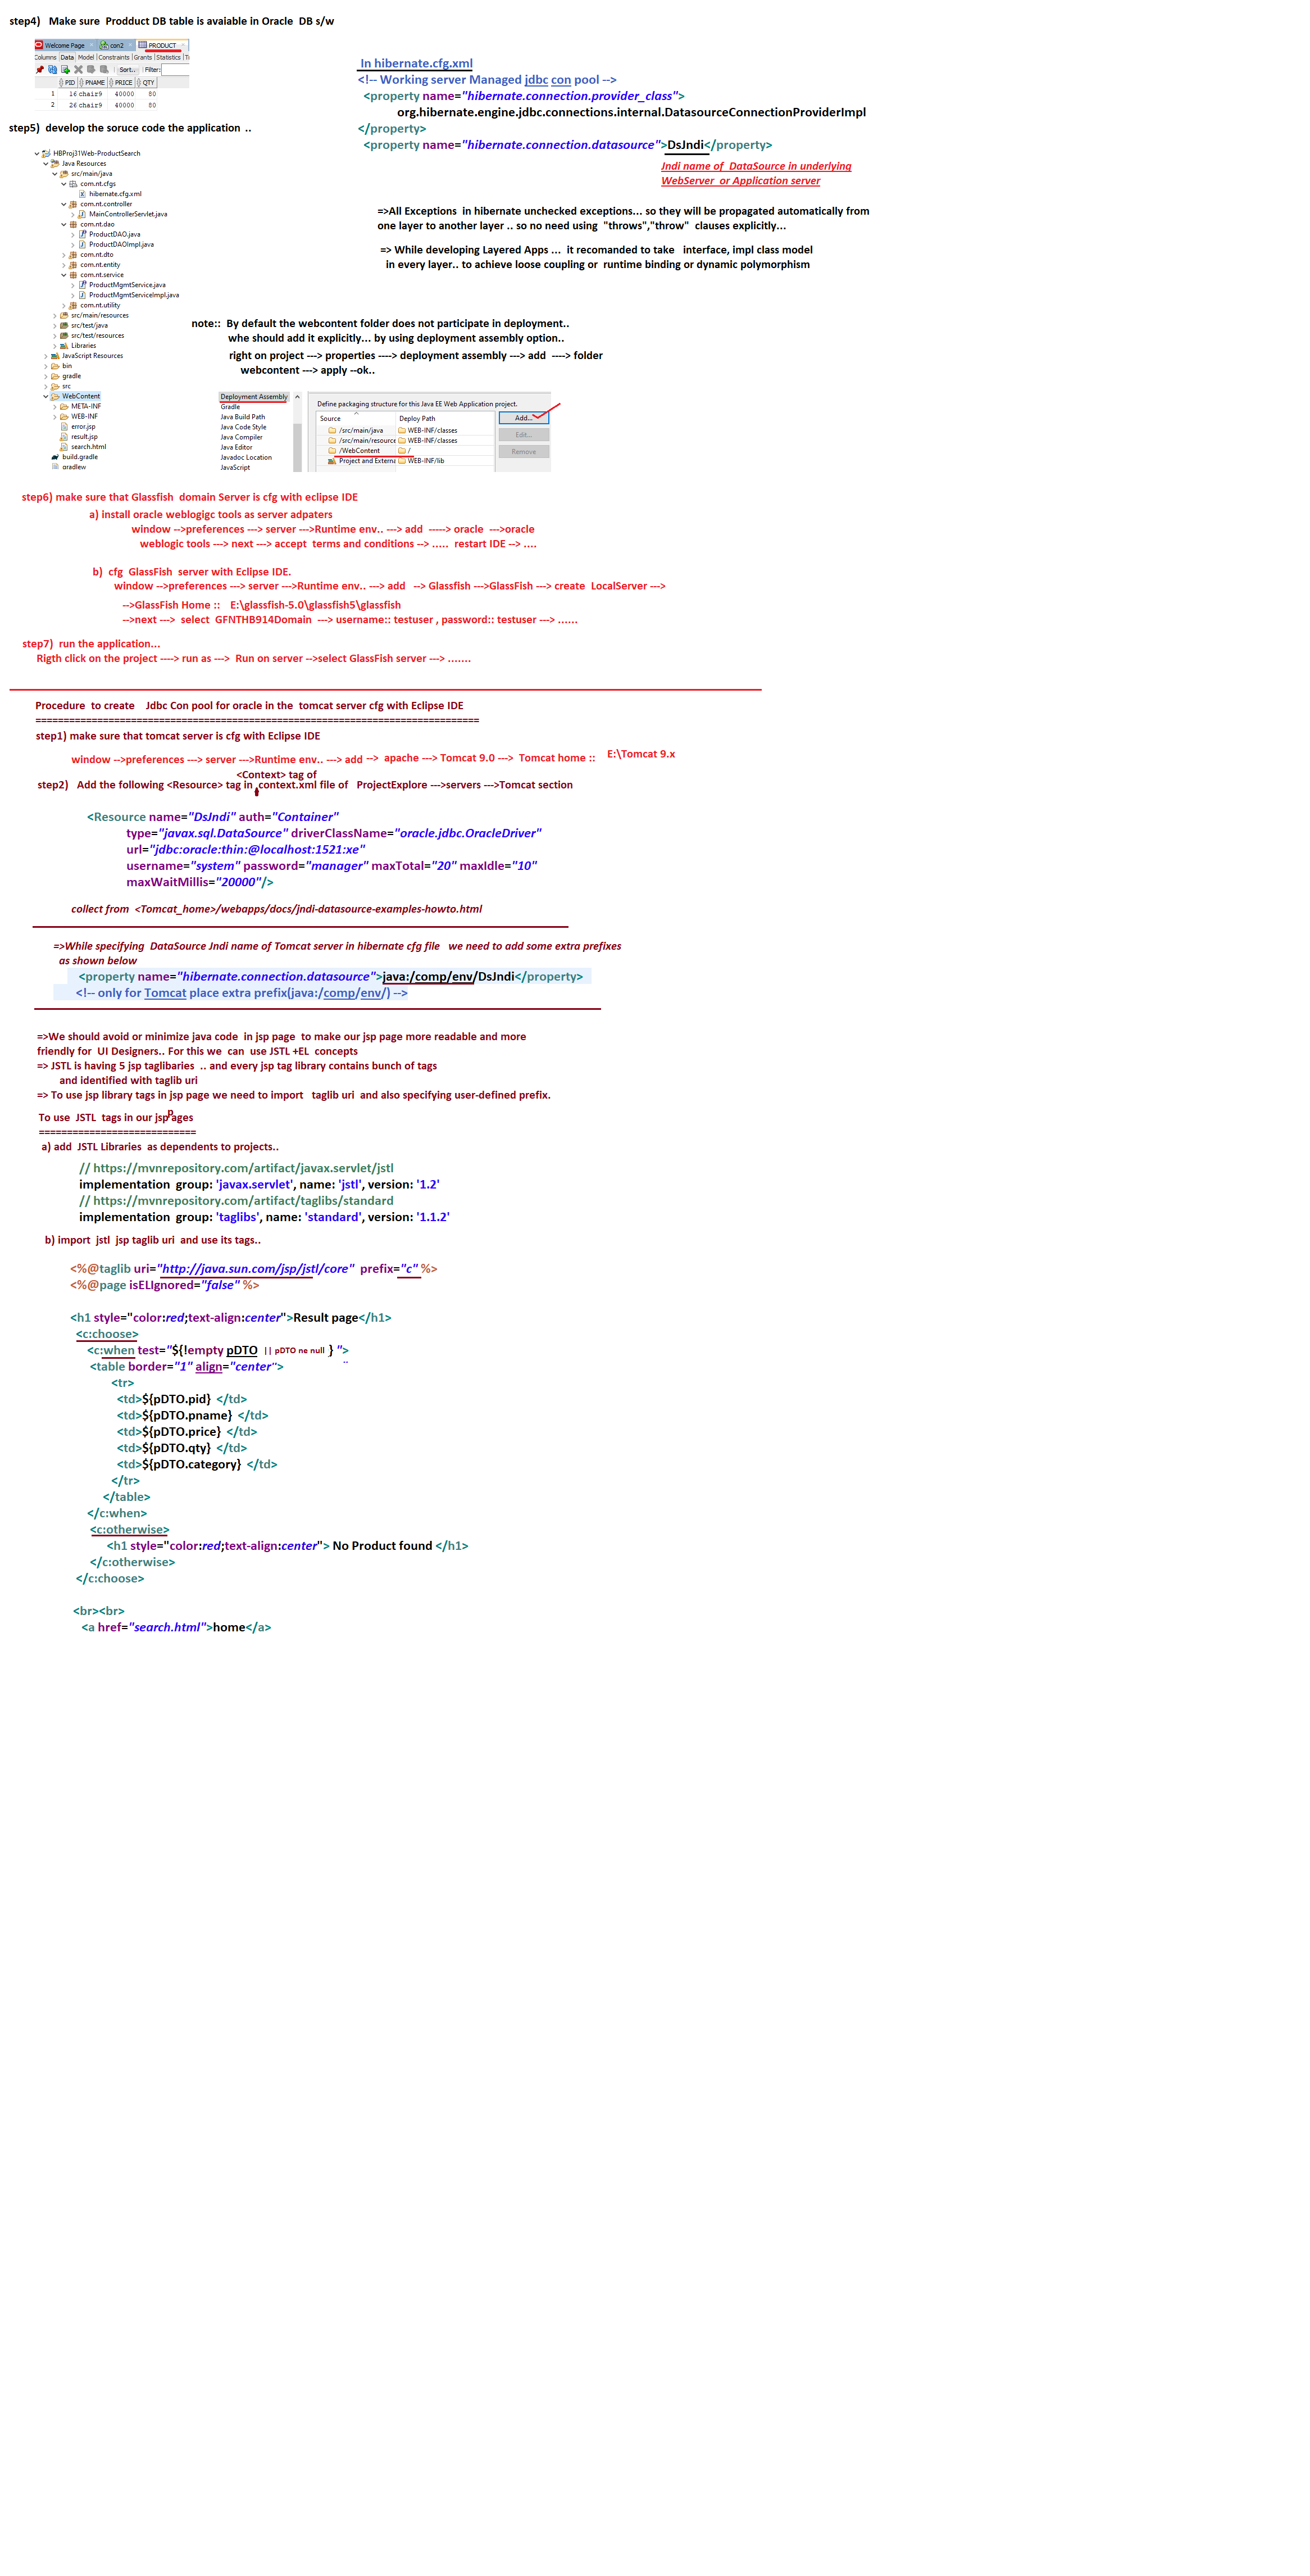 step4)   Make sure  Prodduct DB table is avaiable in Oracle  DB s/w
Welcome Page
con2
PRODUCT
Columns Data Model Constraints Grants Statistics
Sort.. Filter:
PID PNAME PRICE QTY
1 16 chair9 40000 80
2 26 chair9 40000 80
In hibernate.cfg.xml
<!-- Working server Managed jdbc con pool -->
<property name="hibernate.connection.provider_class">
org.hibernate.engine.jdbc.connections.internal.DatasourceConnectionProviderImpl
</property>
<property name="hibernate.connection.datasource">DsJndi</property>
Jndi name of  DataSource in underlying
WebServer  or Application server
step5)  develop the soruce code the application  ..
HBProj31Web-ProductSearch
Java Resources
src/main/java
com.nt.cfgs
hibernate.cfg.xml
com.nt.controller
MainControllerServlet.java
com.nt.dao
ProductDAO.java
ProductDAOImpl.java
com.nt.dto
com.nt.entity
com.nt.service
ProductMgmtService.java
ProductMgmtServiceImpl.java
com.nt.utility
src/main/resources
src/test/java
src/test/resources
Libraries
JavaScript Resources
bin
gradle
src
WebContent
META-INF
WEB-INF
error.jsp
result.jsp
search.html
build.gradle
gradlew
=>All Exceptions  in hibernate unchecked exceptions... so they will be propagated automatically from
one layer to another layer .. so no need using  "throws","throw"  clauses explicitly...
=> While developing Layered Apps ...  it recomanded to take   interface, impl class model
in every layer.. to achieve loose coupling or  runtime binding or dynamic polymorphism
note::  By default the webcontent folder does not participate in deployment..
whe should add it explicitly... by using deployment assembly option..
right on project ---> properties ----> deployment assembly ---> add  ----> folder
webcontent ---> apply --ok..
Deployment Assembly
Gradle
Java Build Path
Java Code Style
Java Compiler
Java Editor
Javadoc Location
JavaScript
Define packaging structure for this Java EE Web Application project.
Source Deploy Path
/src/main/java WEB-INF/classes
/src/main/resource WEB-INF/classes
/WebContent /
Project and Externa WEB-INF/lib
Add...
Edit...
Remove
step6) make sure that Glassfish  domain Server is cfg with eclipse IDE
a) install oracle weblogigc tools as server adpaters
window -->preferences ---> server --->Runtime env.. ---> add  -----> oracle  --->oracle
weblogic tools ---> next ---> accept  terms and conditions --> .....  restart IDE --> ....
b)  cfg  GlassFish  server with Eclipse IDE.
window -->preferences ---> server --->Runtime env.. ---> add   --> Glassfish --->GlassFish ---> create  LocalServer --->
-->GlassFish Home ::    E:\glassfish-5.0\glassfish5\glassfish
-->next --->  select  GFNTHB914Domain  ---> username:: testuser , password:: testuser ---> ......
step7)  run the application...
Rigth click on the project ----> run as --->  Run on server -->select GlassFish server ---> .......
Procedure  to create    Jdbc Con pool for oracle in the  tomcat server cfg with Eclipse IDE
================================================================================
step1) make sure that tomcat server is cfg with Eclipse IDE
window -->preferences ---> server --->Runtime env.. ---> add -->  apache ---> Tomcat 9.0 --->  Tomcat home ::    E:\Tomcat 9.x
<Context> tag of
step2)   Add the following <Resource> tag in  context.xml file of   ProjectExplore --->servers --->Tomcat section
<Resource name="DsJndi" auth="Container"
type="javax.sql.DataSource" driverClassName="oracle.jdbc.OracleDriver"
url="jdbc:oracle:thin:@localhost:1521:xe"
username="system" password="manager" maxTotal="20" maxIdle="10"
maxWaitMillis="20000"/>
collect from  <Tomcat_home>/webapps/docs/jndi-datasource-examples-howto.html
=>While specifying  DataSource Jndi name of Tomcat server in hibernate cfg file   we need to add some extra prefixes
as shown below
<property name="hibernate.connection.datasource">java:/comp/env/DsJndi</property>
<!-- only for Tomcat place extra prefix(java:/comp/env/) -->
=>We should avoid or minimize java code  in jsp page  to make our jsp page more readable and more
friendly for  UI Designers.. For this we  can  use JSTL +EL  concepts
=> JSTL is having 5 jsp taglibaries  .. and every jsp tag library contains bunch of tags
and identified with taglib uri
=> To use jsp library tags in jsp page we need to import   taglib uri  and also specifying user-defined prefix.
p
To use  JSTL  tags in our jsp ages
============================
a) add  JSTL Libraries  as dependents to projects..
// https://mvnrepository.com/artifact/javax.servlet/jstl
implementation  group: 'javax.servlet', name: 'jstl', version: '1.2'
// https://mvnrepository.com/artifact/taglibs/standard
implementation  group: 'taglibs', name: 'standard', version: '1.1.2'
b) import  jstl  jsp taglib uri  and use its tags..
<%@taglib uri="http://java.sun.com/jsp/jstl/core"  prefix="c" %>
<%@page isELIgnored="false" %>
<h1 style="color:red;text-align:center">Result page</h1>
<c:choose>
<c:when test="${!empty pDTO  || pDTO ne null } ">
<table border="1" align="center">
<tr>
<td>${pDTO.pid}  </td>
<td>${pDTO.pname}  </td>
<td>${pDTO.price}  </td>
<td>${pDTO.qty}  </td>
<td>${pDTO.category}  </td>
</tr>
</table>
</c:when>
<c:otherwise>
<h1 style="color:red;text-align:center"> No Product found </h1>
</c:otherwise>
</c:choose>
<br><br>
<a href="search.html">home</a>